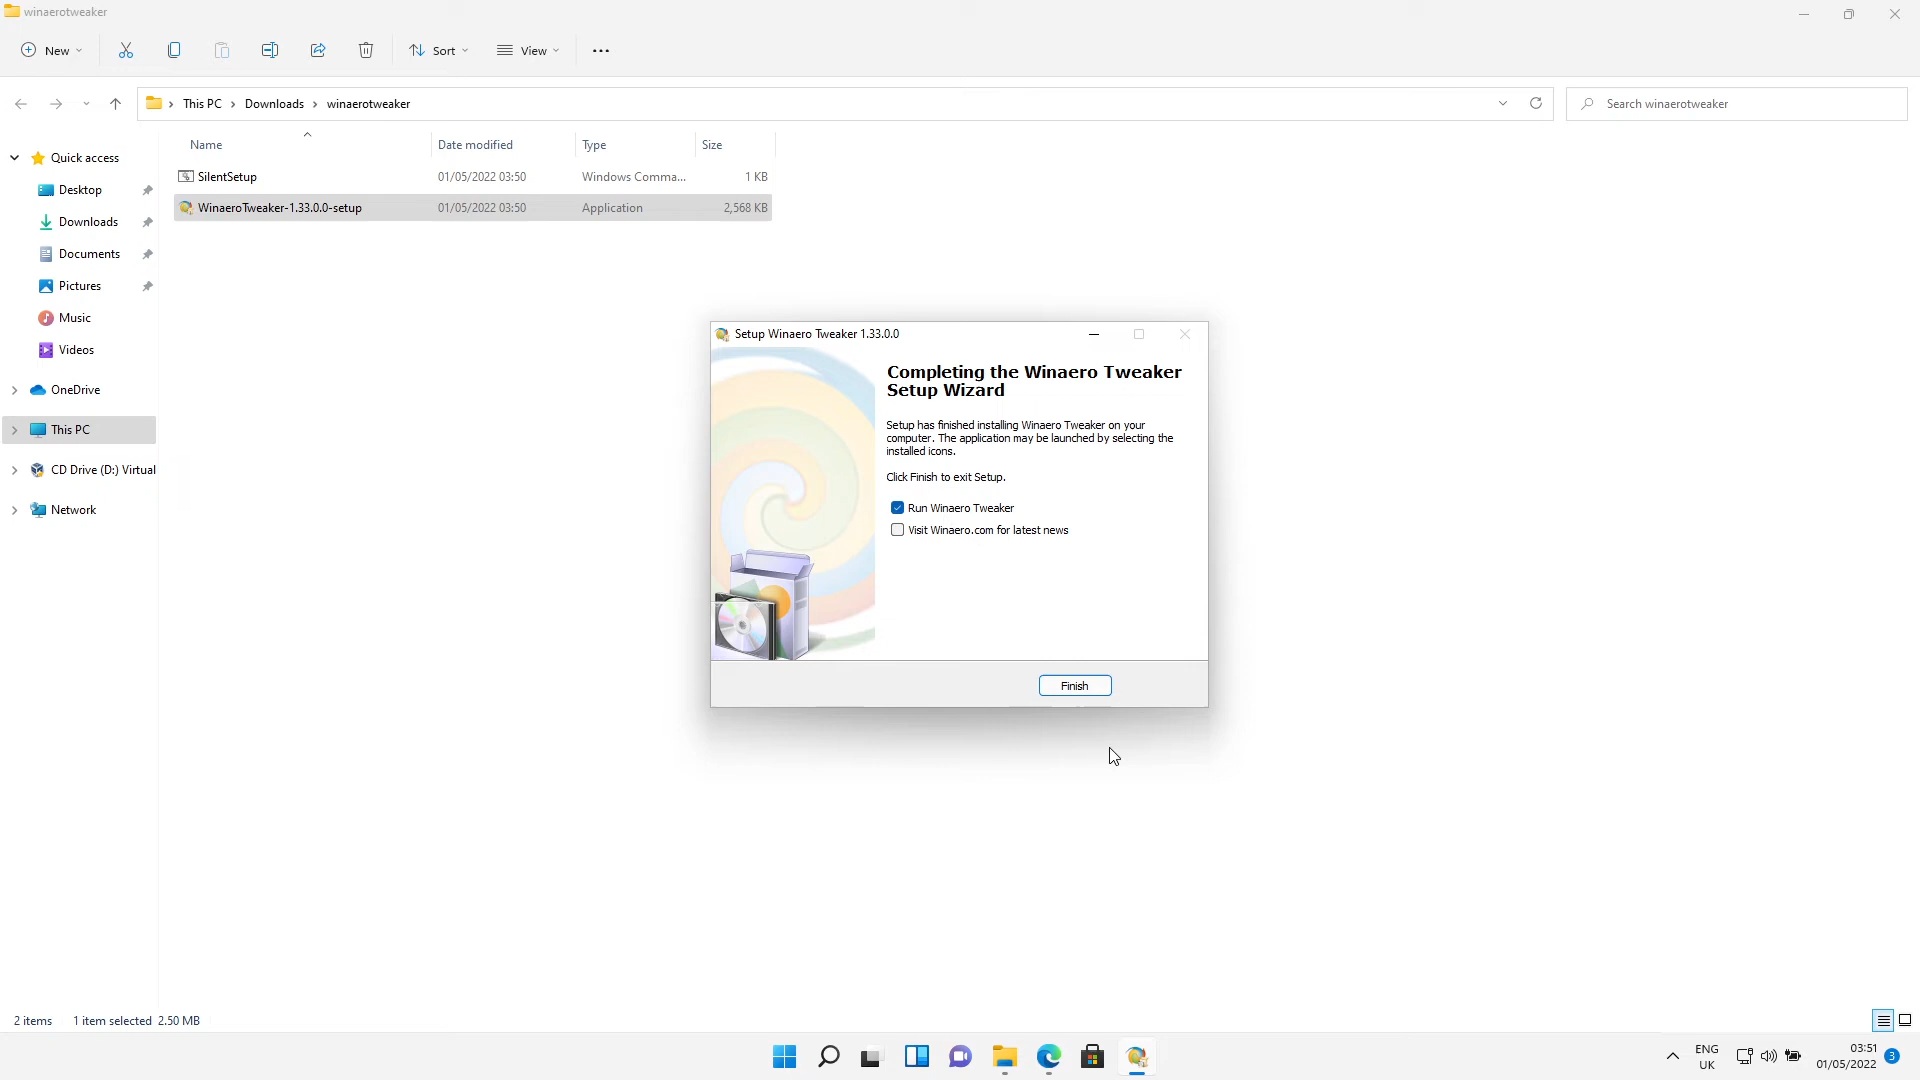 winaerotweaker
New
Sort
View
This PC
Downloads
winaerotweaker
Search winaerotweaker
Name
Date modified
Type
Size
SilentSetup
01/05/2022 03:50
Windows Comma...
1 KB
WinaeroTweaker-1.33.0.0-setup
01/05/2022 03:50
Application
2,568 KB
Quick access
Desktop
Downloads
Documents
Pictures
Music
Videos
OneDrive
This PC
CD Drive (D:) Virtual
Network
Setup Winaero Tweaker 1.33.0.0
Completing the Winaero Tweaker
Setup Wizard
Setup has finished installing Winaero Tweaker on your
computer. The application may be launched by selecting the
installed icons.
Click Finish to exit Setup.
Run Winaero Tweaker
Visit Winaero.com for latest news
Finish
2 items
1 item selected 2.50 MB
ENG
UK
03:51
01/05/2022
3